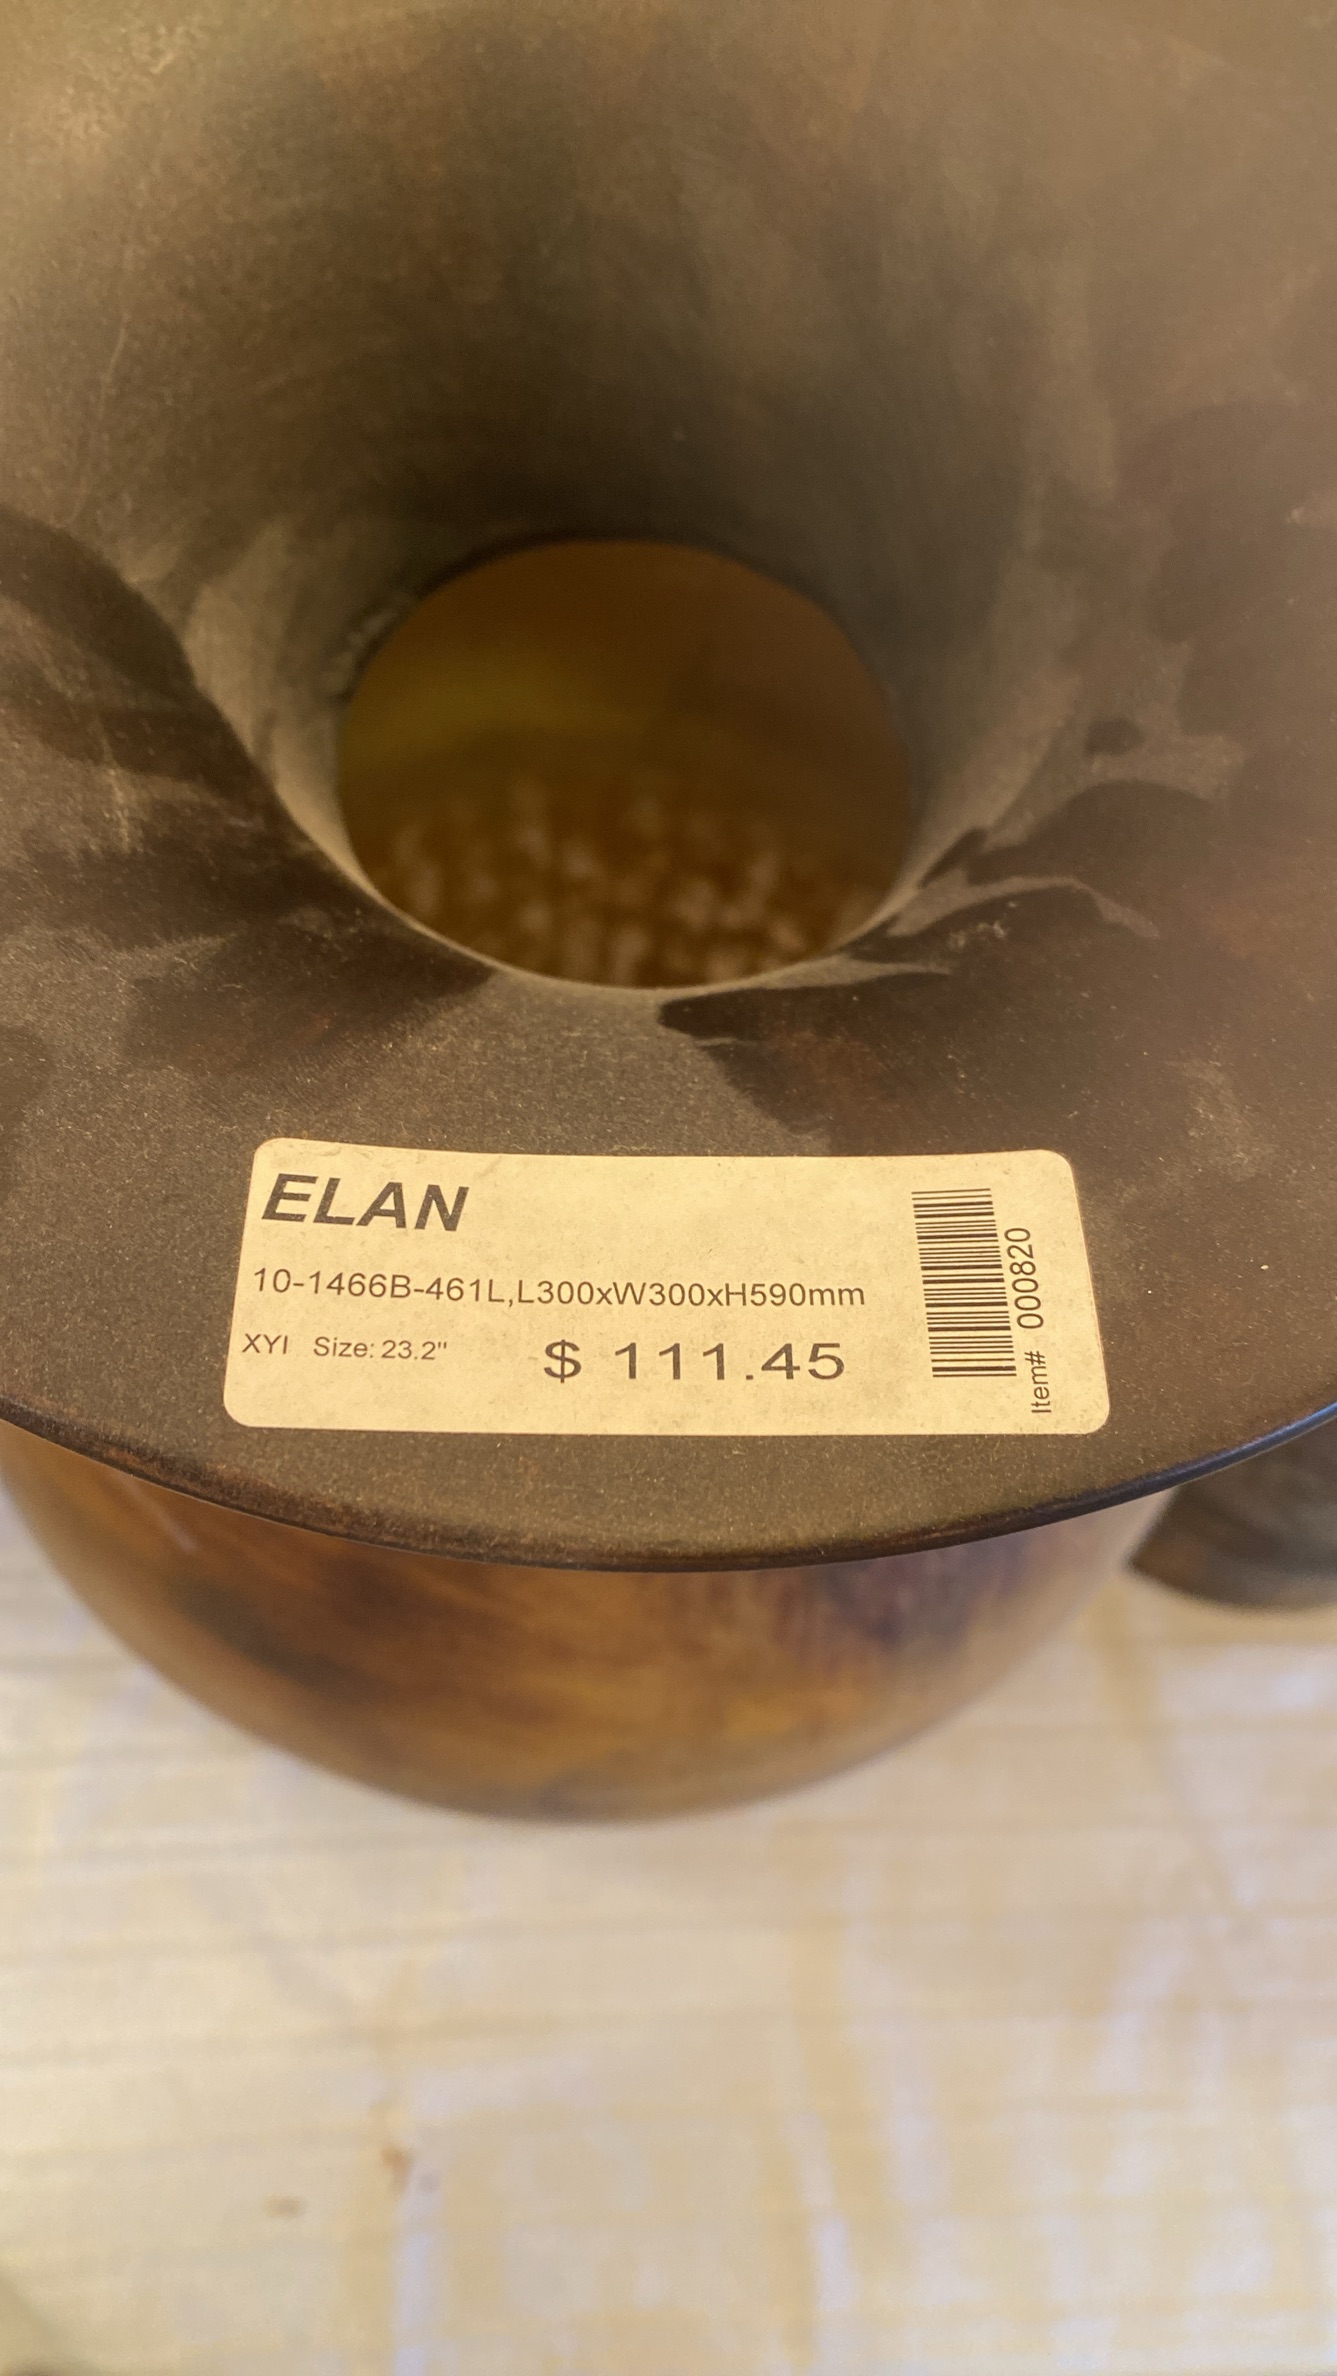 ELAN
10-1466B-461L,L300xW300xH590mm
XYI Size: 23.2"
$ 111.45
Item# 000820